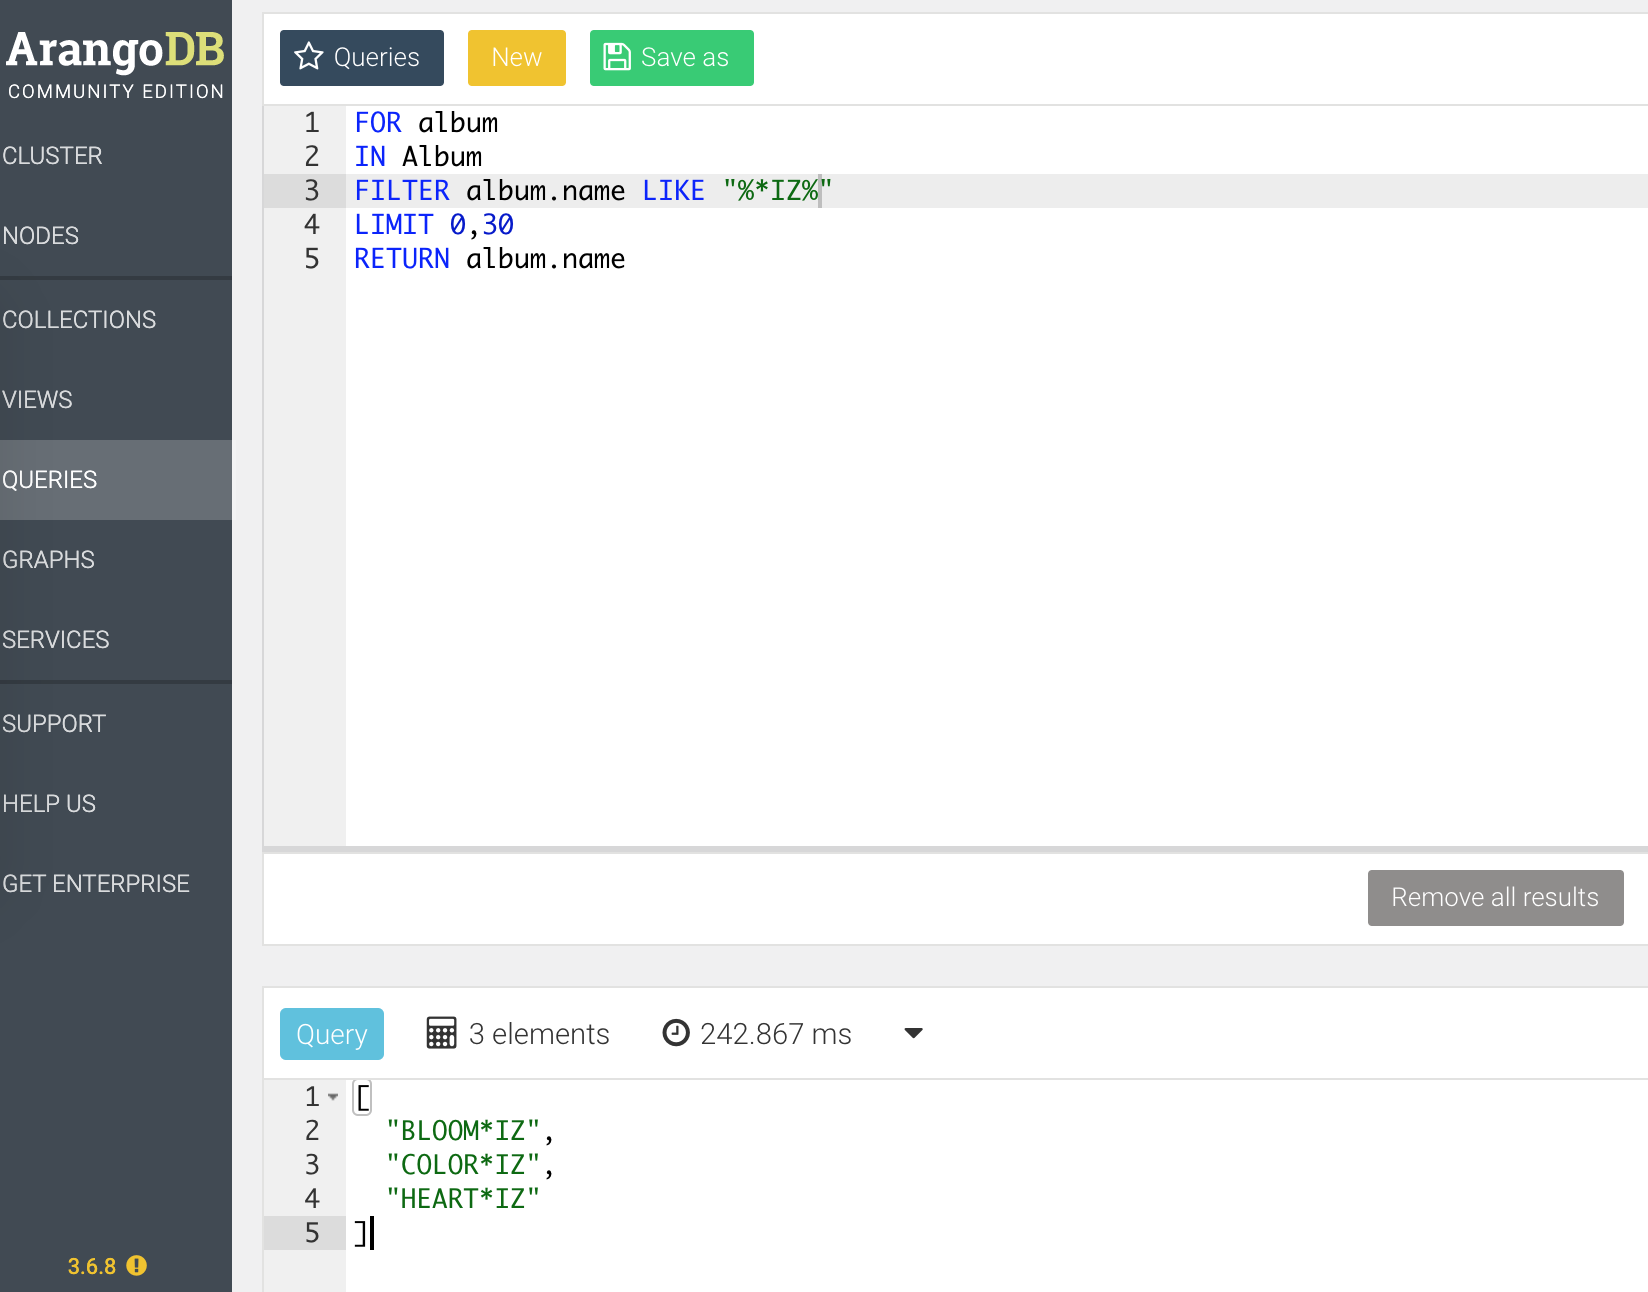 ArangoDB
COMMUNITY EDITION
CLUSTER
NODES
COLLECTIONS
VIEWS
QUERIES
GRAPHS
SERVICES
SUPPORT
HELP US
GET ENTERPRISE
3.6.8
Queries New Save as
1 FOR album
2 IN Album
3 FILTER album.name LIKE "%*IZ%"
4 LIMIT 0,30
5 RETURN album.name
Remove all results
Query 3 elements 242.867 ms
1 [
2 "BLOOM*IZ",
3 "COLOR*IZ",
4 "HEART*IZ"
5 ]